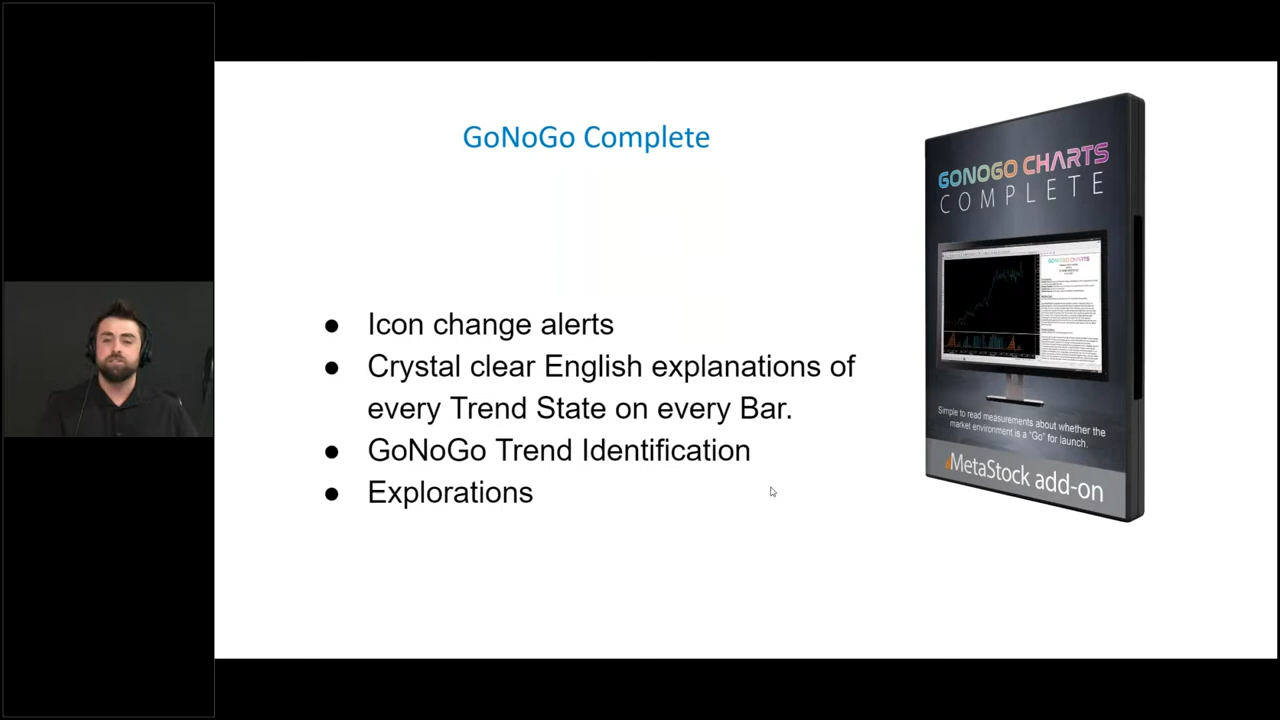 GoNoGo Complete
● Icon change alerts
● Crystal clear English explanations of
every Trend State on every Bar.
● GoNoGo Trend Identification
● Explorations
GONOGO CHARTS
COMPLETE
GONOGO CHARTS
Simple to read measurements about whether the
market environment is a “Go” for launch.
MetaStock add-on